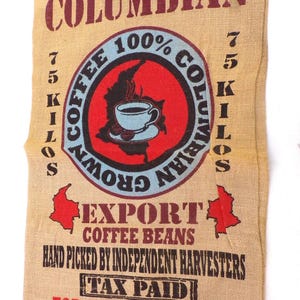 COLUMBIAN
75 KILOS
100% COLUMBIAN GROWN COFFEE
75 KILOS
EXPORT
COFFEE BEANS
HAND PICKED BY INDEPENDENT HARVESTERS
TAX PAID